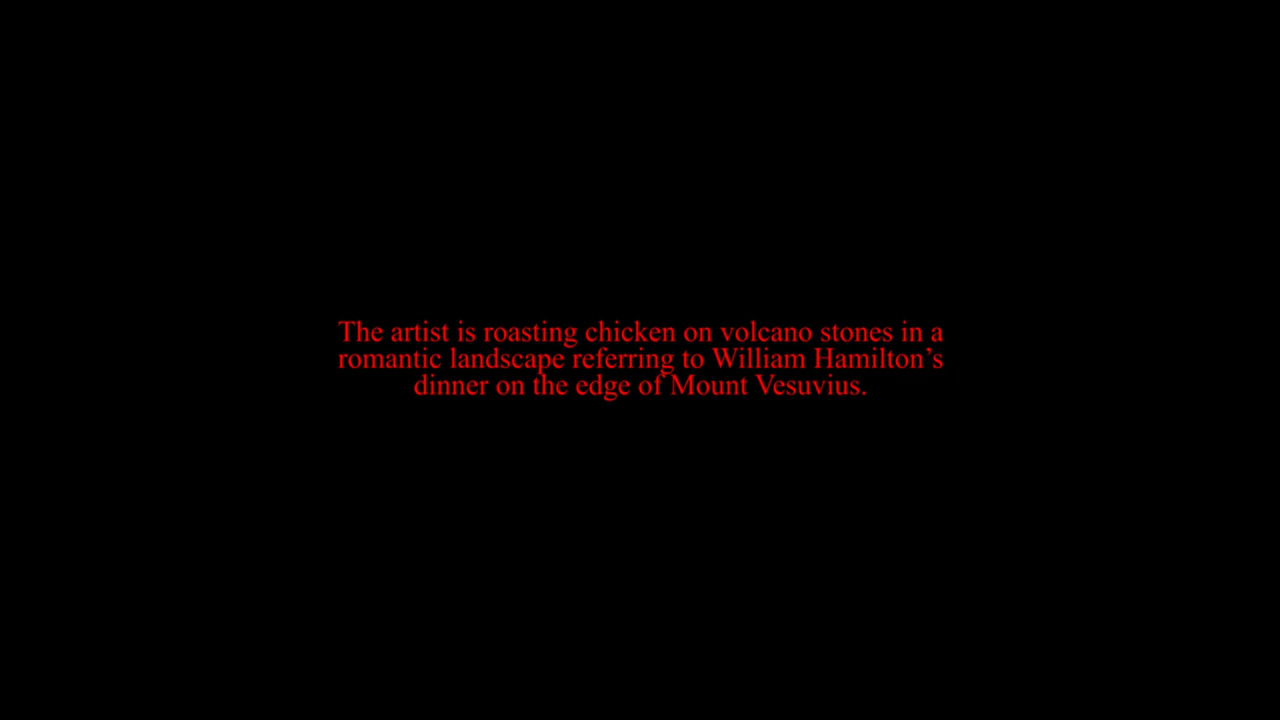 The artist is roasting chicken on volcano stones in a
romantic landscape referring to William Hamilton’s
dinner on the edge of Mount Vesuvius.